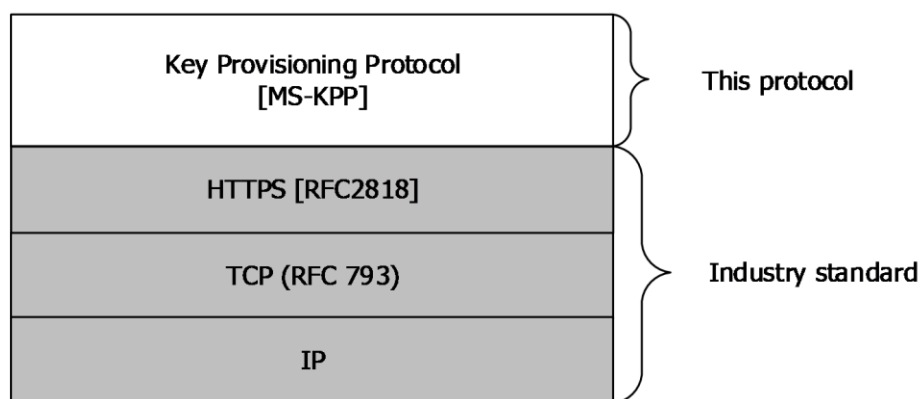 Key Provisioning Protocol
[MS-KPP]
This protocol
HTTPS [RFC2818]
TCP (RFC 793)
Industry standard
IP